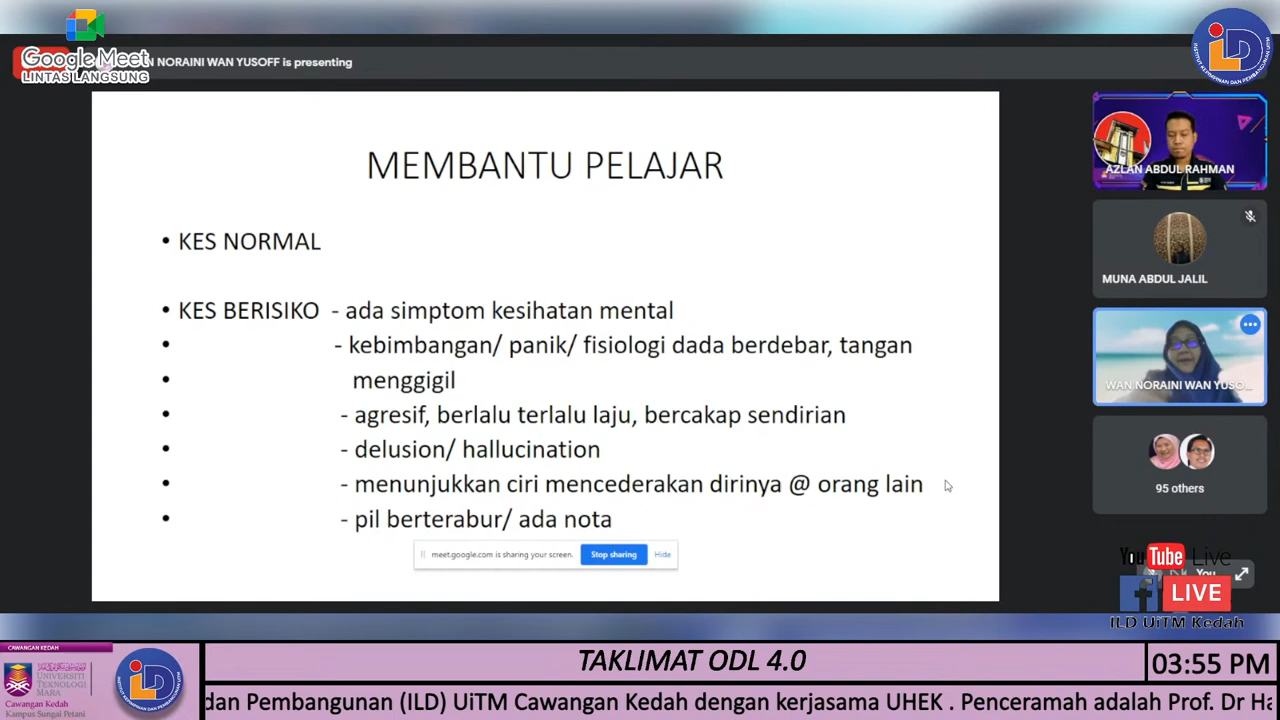 Google Meet
LINTAS LANGSUNG
N NORAINI WAN YUSOFF is presenting
MEMBANTU PELAJAR
• KES NORMAL
• KES BERISIKO - ada simptom kesihatan mental
• - kebimbangan/ panik/ fisiologi dada berdebar, tangan
• menggigil
• - agresif, berlalu terlalu laju, bercakap sendirian
• - delusion/ hallucination
• - menunjukkan ciri mencederakan dirinya @ orang lain
• - pil berterabur/ ada nota
meet.google.com is sharing your screen. Stop sharing Hide
ILD
AZLAN ABDUL RAHMAN
MUNA ABDUL JALIL
WAN NORAINI WAN YUSO...
95 others
You
YouTube Live
LIVE
ILD UiTM Kedah
CAWANGAN KEDAH
UNIVERSITI
TEKNOLOGI
MARA
Cawangan Kedah
Kampus Sungai Petani
ILD
TAKLIMAT ODL 4.0
03:55 PM
dan Pembangunan (ILD) UiTM Cawangan Kedah dengan kerjasama UHEK . Penceramah adalah Prof. Dr Ha